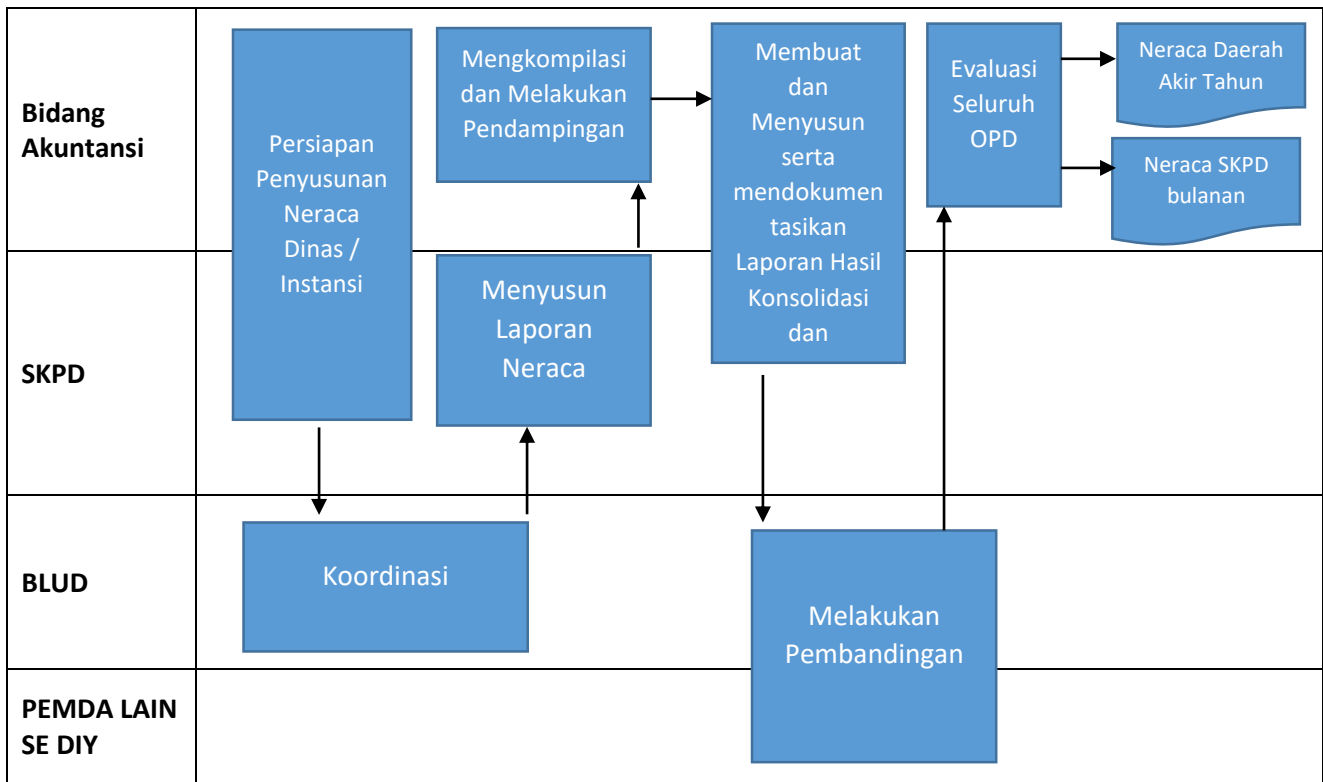 Bidang
Akuntansi
Persiapan
Penyusunan
Neraca
Dinas /
Instansi
Mengkompilasi
dan Melakukan
Pendampingan
Membuat
dan
Menyusun
serta
mendokumen
tasikan
Laporan Hasil
Konsolidasi
dan
Evaluasi
Seluruh
OPD
Neraca Daerah
Akir Tahun
Neraca SKPD
bulanan
SKPD
Menyusun
Laporan
Neraca
BLUD
Koordinasi
Melakukan
Pembandingan
PEMDA LAIN
SE DIY